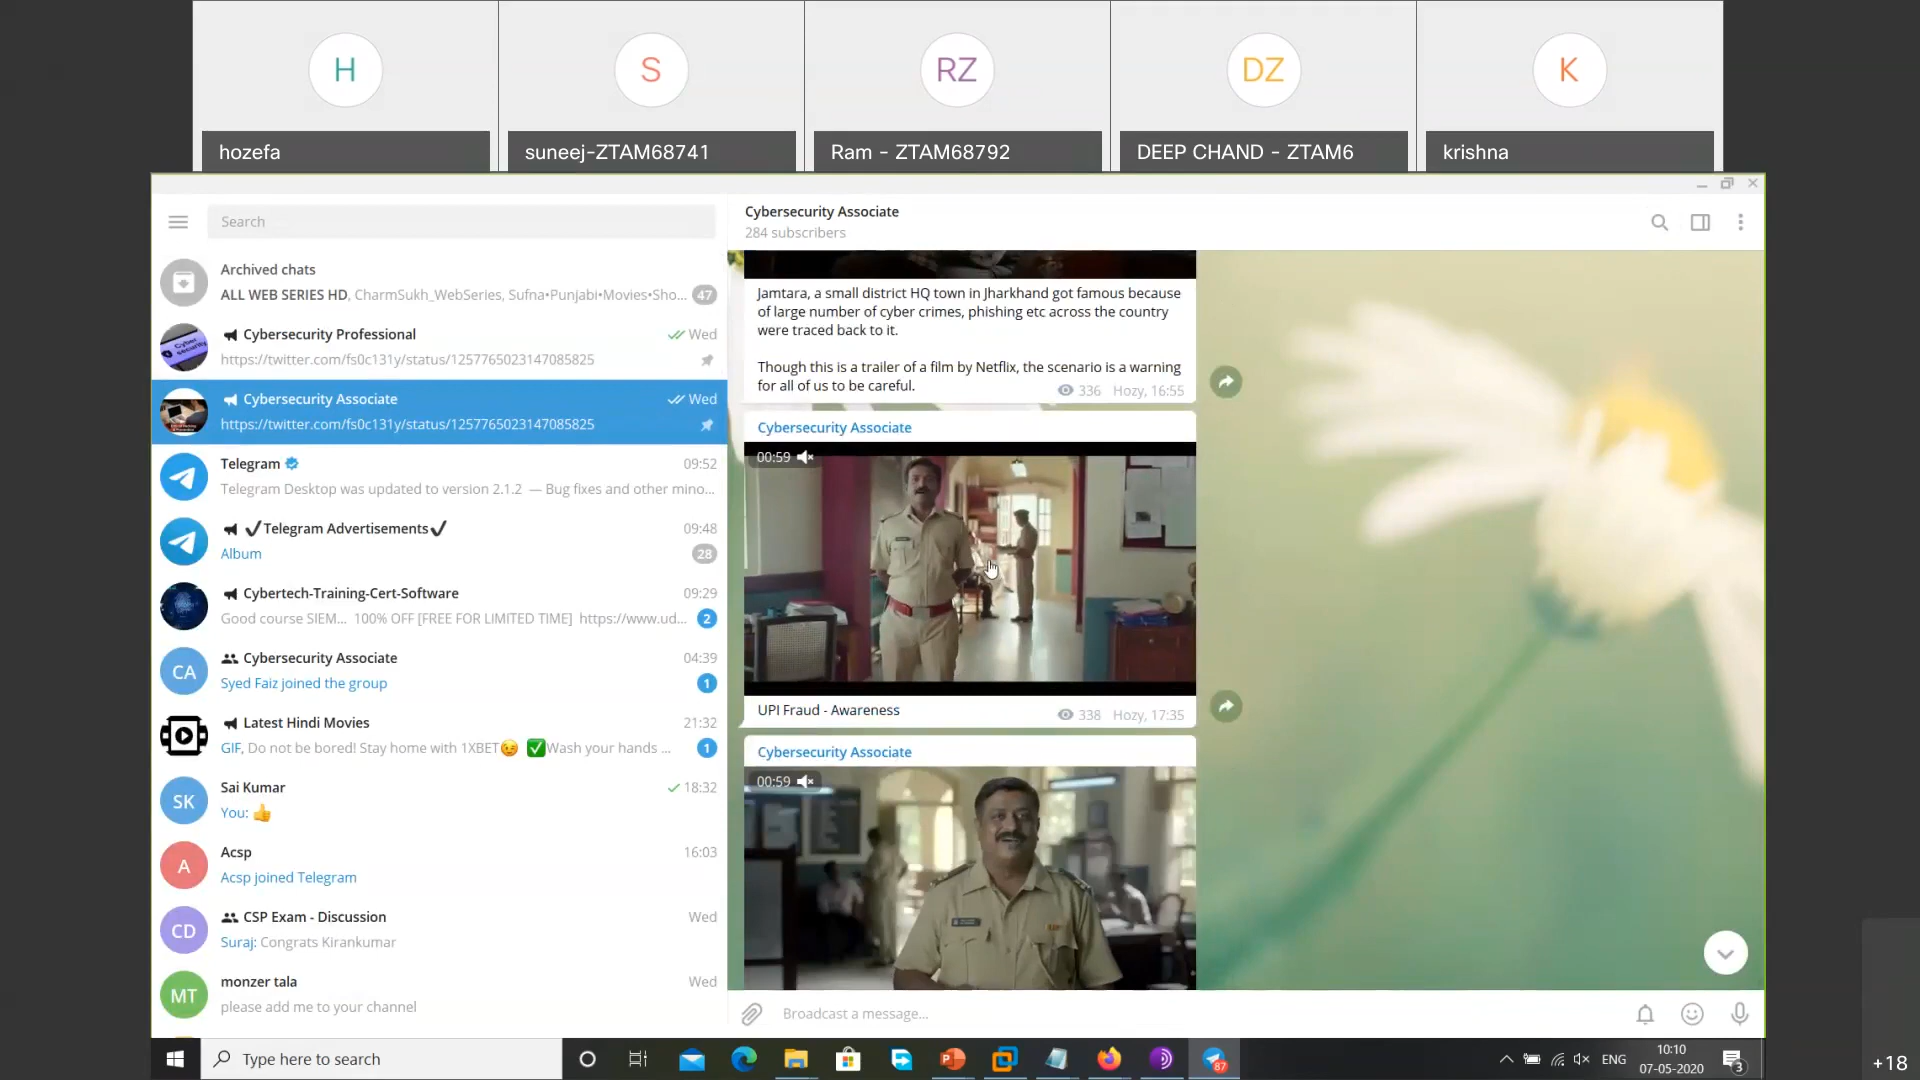 H
S
RZ
DZ
K
hozefa
suneej-ZTAM68741
Ram - ZTAM68792
DEEP CHAND - ZTAM6
krishna
Search
Archived chats
ALL WEB SERIES HD, CharmSukh_WebSeries, Sufna•Punjabi•Movies•Sho...
47
Cybersecurity Professional
Wed
https://twitter.com/fs0c131y/status/1257765023147085825
Cybersecurity Associate
Wed
https://twitter.com/fs0c131y/status/1257765023147085825
Telegram
09:52
Telegram Desktop was updated to version 2.1.2 — Bug fixes and other mino...
✔Telegram Advertisements✔
09:48
Album
28
Cybertech-Training-Cert-Software
09:29
Good course SIEM... 100% OFF [FREE FOR LIMITED TIME] https://www.ud...
2
CA
Cybersecurity Associate
04:39
Syed Faiz joined the group
1
Latest Hindi Movies
21:32
GIF, Do not be bored! Stay home with 1XBET😉 ✅Wash your hands ...
1
SK
Sai Kumar
18:32
You: 👍
A
Acsp
16:03
Acsp joined Telegram
CD
CSP Exam - Discussion
Wed
Suraj: Congrats Kirankumar
MT
monzer tala
Wed
please add me to your channel
Cybersecurity Associate
284 subscribers
Jamtara, a small district HQ town in Jharkhand got famous because
of large number of cyber crimes, phishing etc across the country
were traced back to it.
Though this is a trailer of a film by Netflix, the scenario is a warning
for all of us to be careful.
336 Hozy, 16:55
Cybersecurity Associate
00:59
UPI Fraud - Awareness
338 Hozy, 17:35
Cybersecurity Associate
00:59
Broadcast a message...
Type here to search
87
ENG
10:10
07-05-2020
3
+18